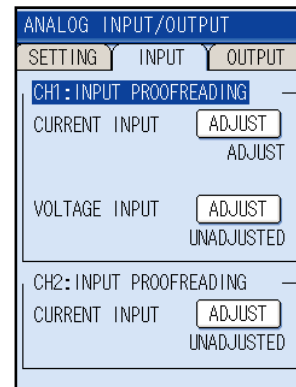 ANALOG INPUT/OUTPUT
SETTING INPUT OUTPUT
CH1:INPUT PROOFREADING
CURRENT INPUT ADJUST
ADJUST
VOLTAGE INPUT ADJUST
UNADJUSTED
CH2:INPUT PROOFREADING
CURRENT INPUT ADJUST
UNADJUSTED